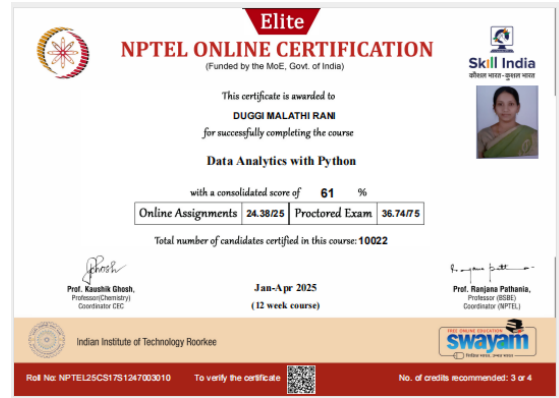 Elite
NPTEL ONLINE CERTIFICATION
(Funded by the MoE, Govt. of India)
Skill India
कौशल भारत - कुशल भारत
This certificate is awarded to
DUGGI MALATHI RANI
for successfully completing the course
Data Analytics with Python
with a consolidated score of 61 %
Online Assignments 24.38/25 Proctored Exam 36.74/75
Total number of candidates certified in this course: 10022
Prof. Kaushik Ghosh,
Professor(Chemistry)
Coordinator CEC
Jan-Apr 2025
(12 week course)
Prof. Ranjana Pathania,
Professor (BSBE)
Coordinator (NPTEL)
Indian Institute of Technology Roorkee
FREE ONLINE EDUCATION
swayam
Roll No: NPTEL25CS17S1247003010 To verify the certificate No. of credits recommended: 3 or 4